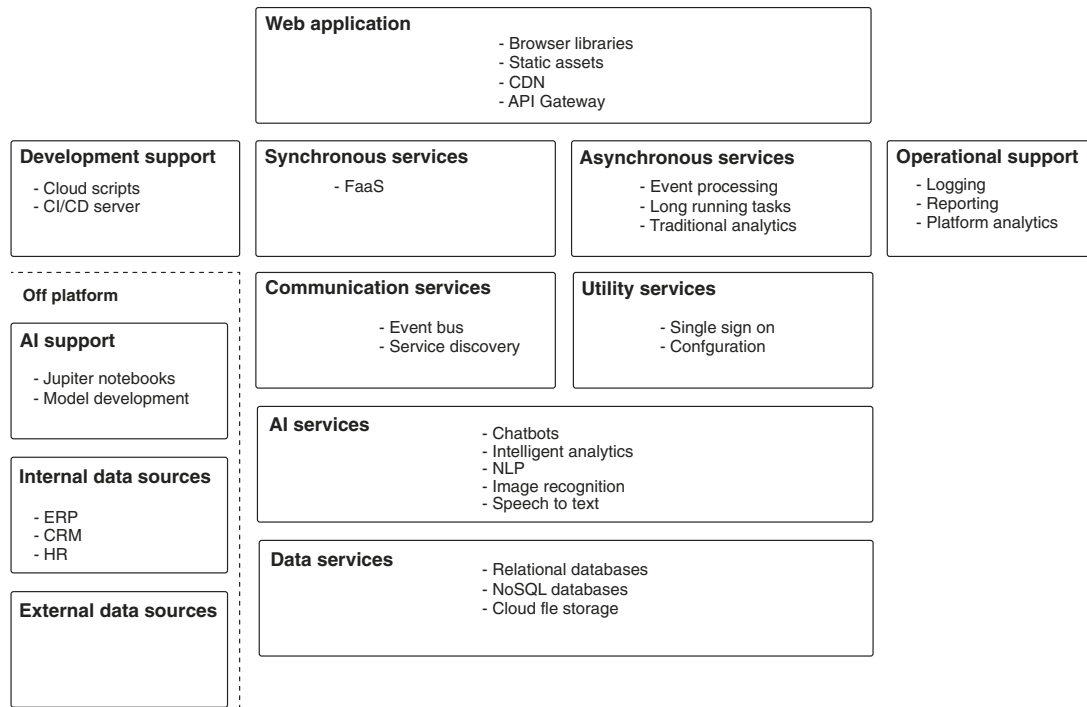 Web application
- Browser libraries
- Static assets
- CDN
- API Gateway
Development support
- Cloud scripts
- CI/CD server
Synchronous services
- FaaS
Asynchronous services
- Event processing
- Long running tasks
- Traditional analytics
Operational support
- Logging
- Reporting
- Platform analytics
Off platform
AI support
- Jupiter notebooks
- Model development
Internal data sources
- ERP
- CRM
- HR
External data sources
Communication services
- Event bus
- Service discovery
Utility services
- Single sign on
- Confguration
AI services
- Chatbots
- Intelligent analytics
- NLP
- Image recognition
- Speech to text
Data services
- Relational databases
- NoSQL databases
- Cloud fle storage